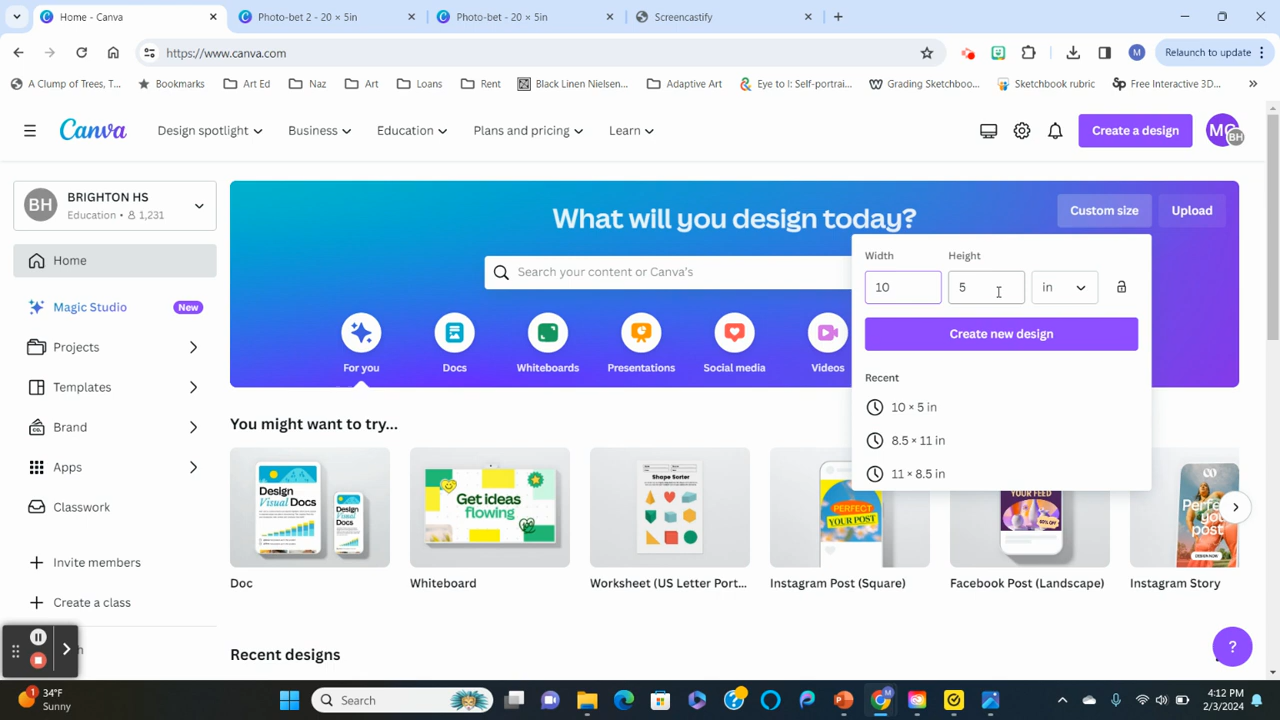 Home - Canva
Photo-bet 2 - 20 × 5in
Photo-bet - 20 × 5in
Screencastify
https://www.canva.com
M
Relaunch to update
A Clump of Trees, T...
Bookmarks
Art Ed
Naz
Art
Loans
Rent
Black Linen Nielsen...
Adaptive Art
Eye to I: Self-portrai...
Grading Sketchboo...
Sketchbook rubric
Free Interactive 3D...
Canva
Design spotlight
Business
Education
Plans and pricing
Learn
Create a design
BH
BH
BRIGHTON HS
Education • 1,231
Home
Magic Studio
New
Projects
Templates
Brand
Apps
Classwork
Invite members
Create a class
What will you design today?
Custom size
Upload
Search your content or Canva's
For you
Docs
Whiteboards
Presentations
Social media
Videos
Width
Height
10
5
in
Create new design
Recent
10 × 5 in
8.5 × 11 in
11 × 8.5 in
You might want to try...
Design Visual Docs
Design Visual Docs
Get ideas flowing
Shape Sorter
PERFECT YOUR POST
YOUR FEED
Doc
Whiteboard
Worksheet (US Letter Port...
Instagram Post (Square)
Facebook Post (Landscape)
Instagram Story
Recent designs
?
1
34°F
Sunny
Search
4:12 PM
2/3/2024